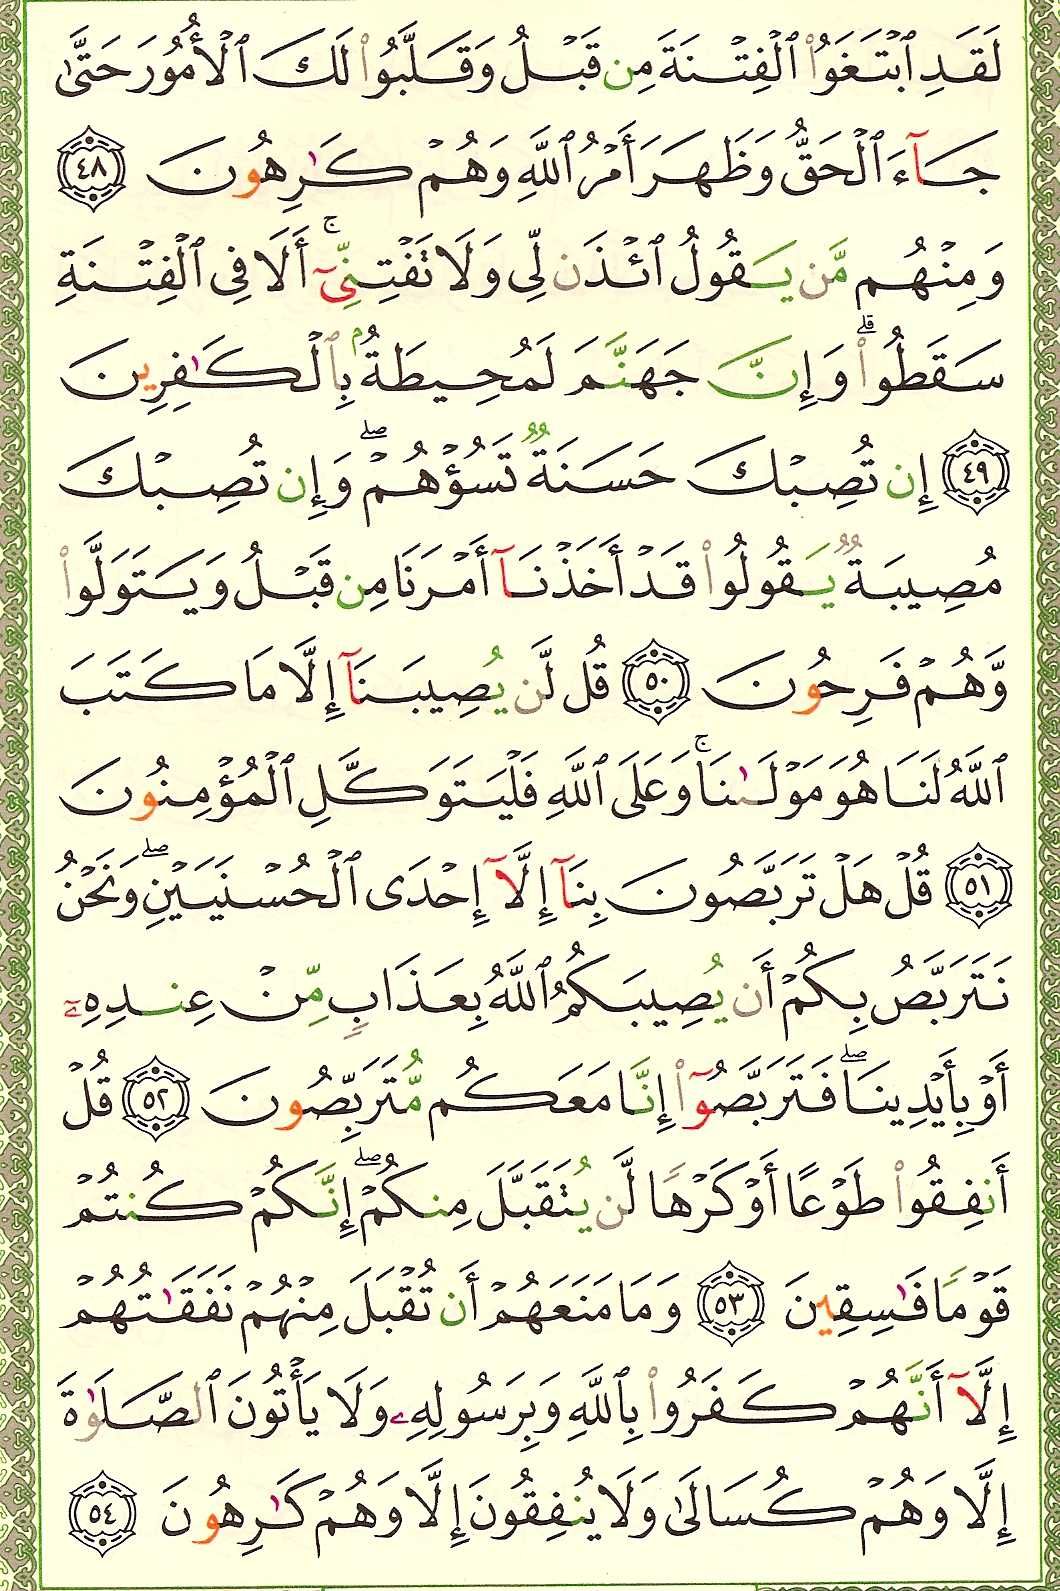 لَقَدِ ٱبۡتَغَوُاْ ٱلۡفِتۡنَةَ مِن قَبۡلُ وَقَلَّبُواْ لَكَ ٱلۡأُمُورَ حَتَّىٰ
جَآءَ ٱلۡحَقُّ وَظَهَرَ أَمۡرُ ٱللَّهِ وَهُمۡ كَٰرِهُونَ ٤٨
وَمِنۡهُم مَّن يَقُولُ ٱئۡذَن لِّي وَلَا تَفۡتِنِّيٓۚ أَلَا فِي ٱلۡفِتۡنَةِ
سَقَطُواْۗ وَإِنَّ جَهَنَّمَ لَمُحِيطَةُۢ بِٱلۡكَٰفِرِينَ
٤٩ إِن تُصِبۡكَ حَسَنَةٞ تَسُؤۡهُمۡۖ وَإِن تُصِبۡكَ
مُصِيبَةٞ يَقُولُواْ قَدۡ أَخَذۡنَآ أَمۡرَنَا مِن قَبۡلُ وَيَتَوَلَّواْ
وَّهُمۡ فَرِحُونَ ٥٠ قُل لَّن يُصِيبَنَآ إِلَّا مَا كَتَبَ
ٱللَّهُ لَنَا هُوَ مَوۡلَىٰنَاۚ وَعَلَى ٱللَّهِ فَلۡيَتَوَكَّلِ ٱلۡمُؤۡمِنُونَ
٥١ قُلۡ هَلۡ تَرَبَّصُونَ بِنَآ إِلَّآ إِحۡدَى ٱلۡحُسۡنَيَيۡنِۖ وَنَحۡنُ
نَتَرَبَّصُ بِكُمۡ أَن يُصِيبَكُمُ ٱللَّهُ بِعَذَابٖ مِّنۡ عِندِهِۦٓ
أَوۡ بِأَيۡدِينَاۖ فَتَرَبَّصُوٓاْ إِنَّا مَعَكُم مُّتَرَبِّصُونَ ٥٢ قُلۡ
أَنفِقُواْ طَوۡعًا أَوۡ كَرۡهٗا لَّن يُتَقَبَّلَ مِنكُمۡۖ إِنَّكُمۡ كُنتُمۡ
قَوۡمٗا فَٰسِقِينَ ٥٣ وَمَا مَنَعَهُمۡ أَن تُقۡبَلَ مِنۡهُمۡ نَفَقَٰتُهُمۡ
إِلَّآ أَنَّهُمۡ كَفَرُواْ بِٱللَّهِ وَبِرَسُولِهِۦ وَلَا يَأۡتُونَ ٱلصَّلَوٰةَ
إِلَّا وَهُمۡ كُسَالَىٰ وَلَا يُنفِقُونَ إِلَّا وَهُمۡ كَٰرِهُونَ ٥٤